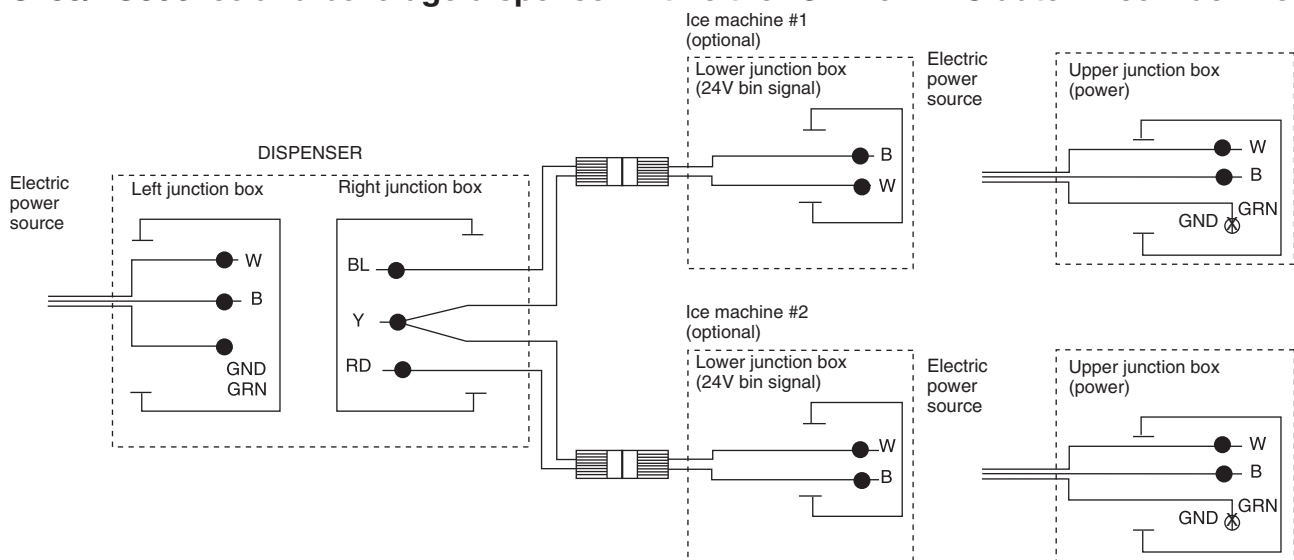 Ice machine #1
(optional)
Lower junction box
(24V bin signal)
B
W
Electric
power
source
Upper junction box
(power)
W
B
GND
GRN
DISPENSER
Electric
power
source
Left junction box
W
B
GND
GRN
Right junction box
BL
Y
RD
Ice machine #2
(optional)
Lower junction box
(24V bin signal)
W
B
Electric
power
source
Upper junction box
(power)
W
B
GND
GRN